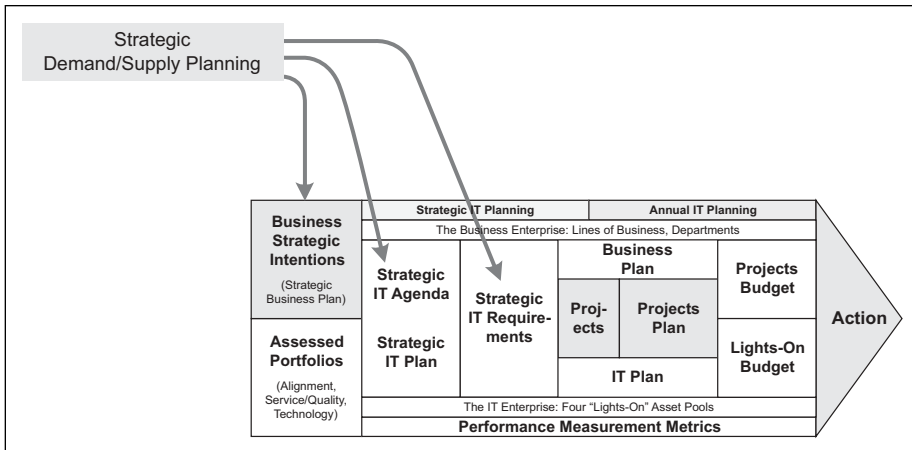 Strategic
Demand/Supply Planning
Strategic IT Planning
Annual IT Planning
The Business Enterprise: Lines of Business, Departments
Business
Strategic
Intentions
(Strategic
Business Plan)
Assessed
Portfolios
(Alignment,
Service/Quality,
Technology)
Strategic
IT Agenda
Strategic
IT Plan
Strategic
IT Require-
ments
Business
Plan
Proj-
ects
Projects
Plan
IT Plan
Projects
Budget
Lights-On
Budget
Action
The IT Enterprise: Four “Lights-On” Asset Pools
Performance Measurement Metrics